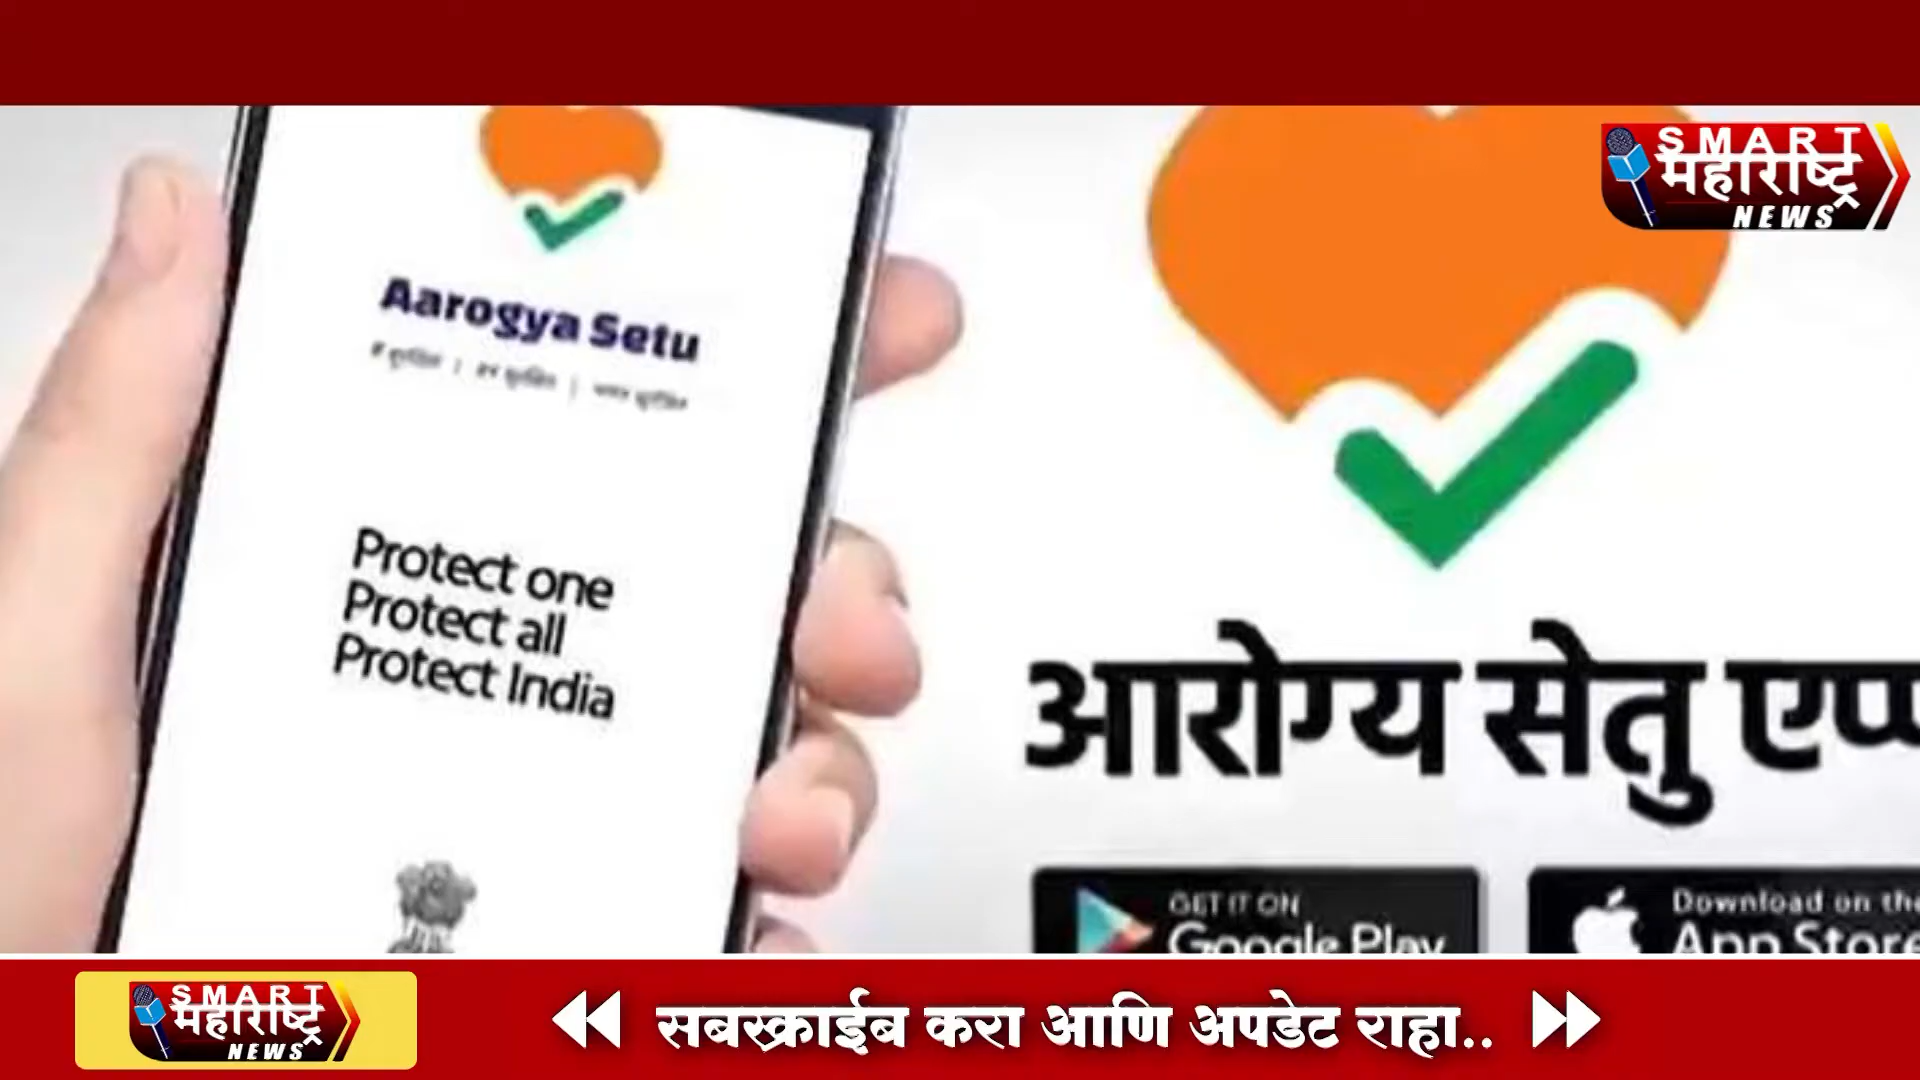 SMART
महाराष्ट्र
NEWS
Aarogya Setu
Protect one
Protect all
Protect India
आरोग्य सेतु एप्प
GET IT ON
Google Play
Download on the
App Store
SMART
महाराष्ट्र
NEWS
सबस्क्राईब करा आणि अपडेट राहा..